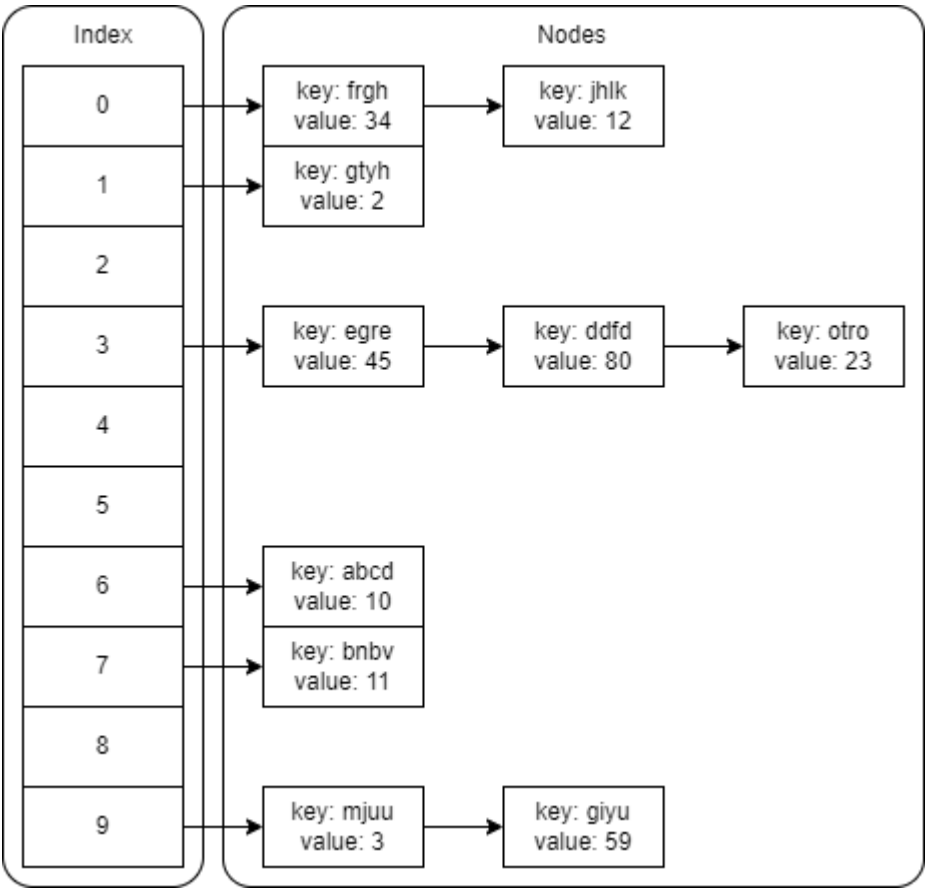 Index
Nodes
0
key: frgh
value: 34
key: jhlk
value: 12
1
key: gtyh
value: 2
2
3
key: egre
value: 45
key: ddfd
value: 80
key: otro
value: 23
4
5
6
key: abcd
value: 10
7
key: bnbv
value: 11
8
9
key: mjuu
value: 3
key: giyu
value: 59